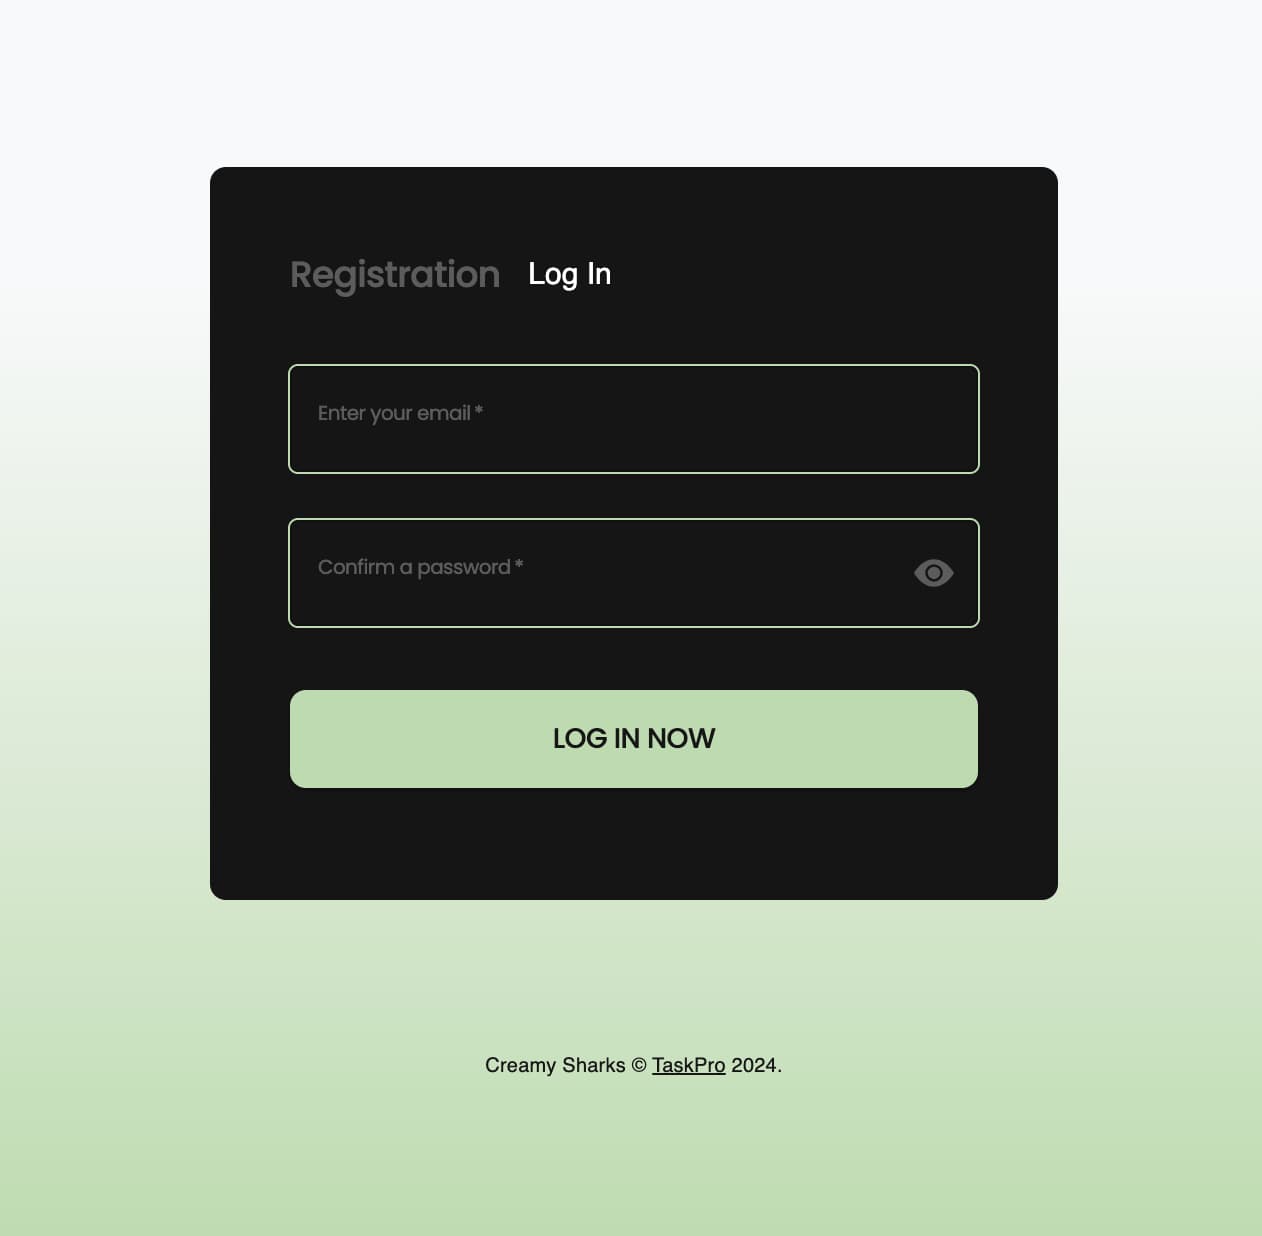 Registration Log In
Enter your email *
Confirm a password *
LOG IN NOW
Creamy Sharks © TaskPro 2024.